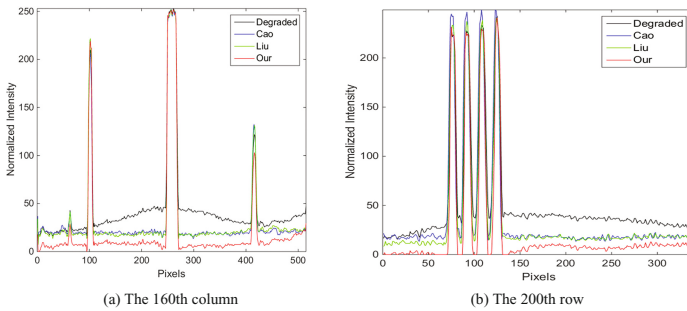 250
200
150
100
50
0
Normalized Intensity
0 100 200 300 400 500
Pixels
Degraded
Cao
Liu
Our
(a) The 160th column
200
150
100
50
0
Normalized Intensity
0 50 100 150 200 250 300
Pixels
Degraded
Cao
Liu
Our
(b) The 200th row